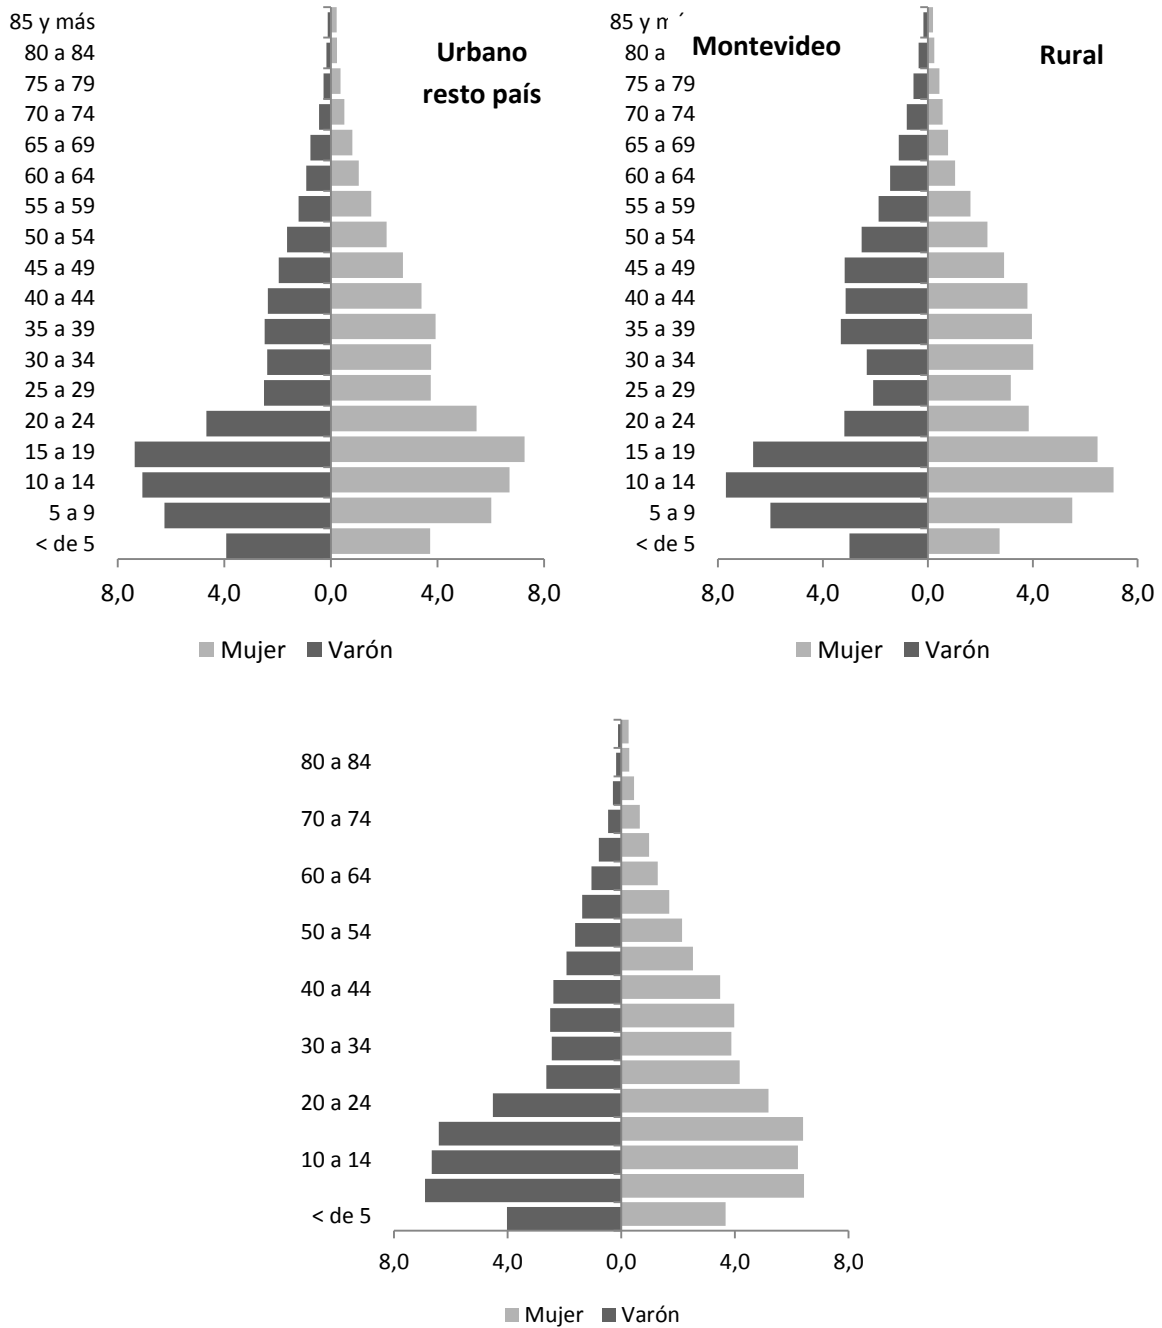 Urbano
resto país
85 y más
80 a 84
75 a 79
70 a 74
65 a 69
60 a 64
55 a 59
50 a 54
45 a 49
40 a 44
35 a 39
30 a 34
25 a 29
20 a 24
15 a 19
10 a 14
5 a 9
< de 5
8,0 4,0 0,0 4,0 8,0
Mujer Varón
Montevideo
Rural
85 y m
80 a
75 a 79
70 a 74
65 a 69
60 a 64
55 a 59
50 a 54
45 a 49
40 a 44
35 a 39
30 a 34
25 a 29
20 a 24
15 a 19
10 a 14
5 a 9
< de 5
8,0 4,0 0,0 4,0 8,0
Mujer Varón
80 a 84
70 a 74
60 a 64
50 a 54
40 a 44
30 a 34
20 a 24
10 a 14
< de 5
8,0 4,0 0,0 4,0 8,0
Mujer Varón